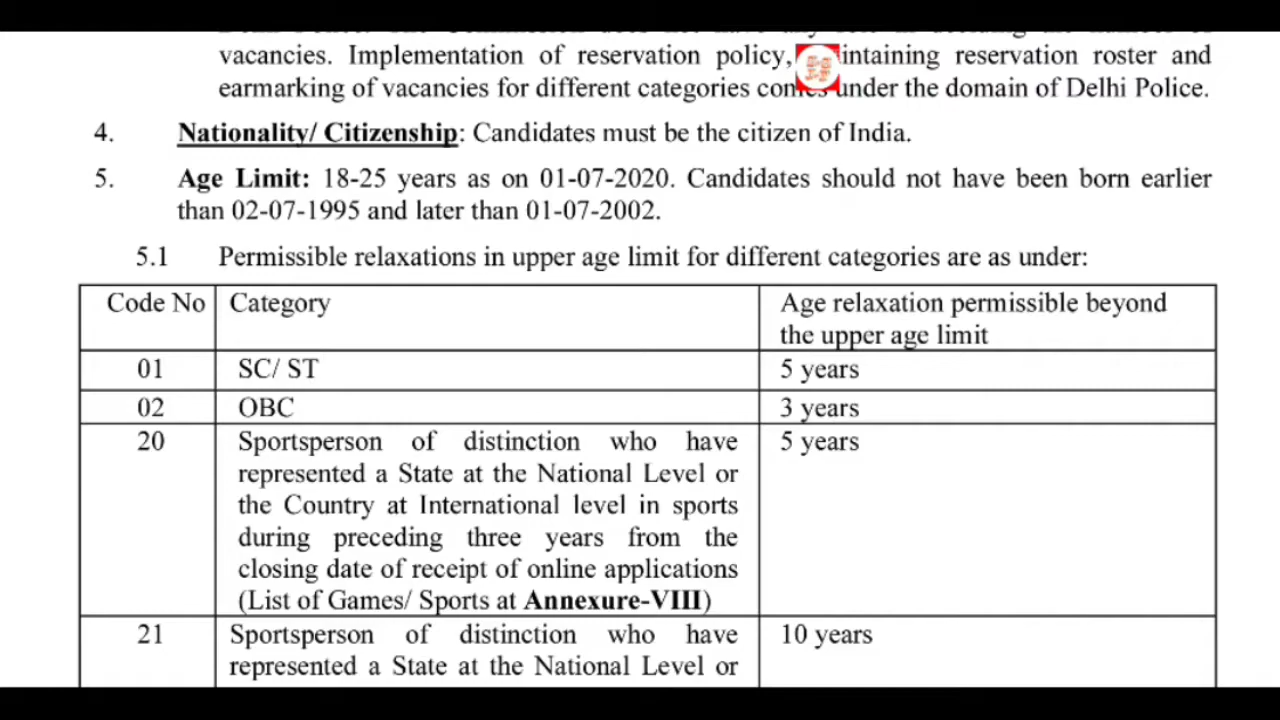 vacancies. Implementation of reservation policy, intaining reservation roster and
earmarking of vacancies for different categories comes under the domain of Delhi Police.
4. Nationality/ Citizenship: Candidates must be the citizen of India.
5. Age Limit: 18-25 years as on 01-07-2020. Candidates should not have been born earlier
than 02-07-1995 and later than 01-07-2002.
5.1 Permissible relaxations in upper age limit for different categories are as under:
Code No Category Age relaxation permissible beyond
the upper age limit
01 SC/ ST 5 years
02 OBC 3 years
20 Sportsperson of distinction who have 5 years
represented a State at the National Level or
the Country at International level in sports
during preceding three years from the
closing date of receipt of online applications
(List of Games/ Sports at Annexure-VIII)
21 Sportsperson of distinction who have 10 years
represented a State at the National Level or